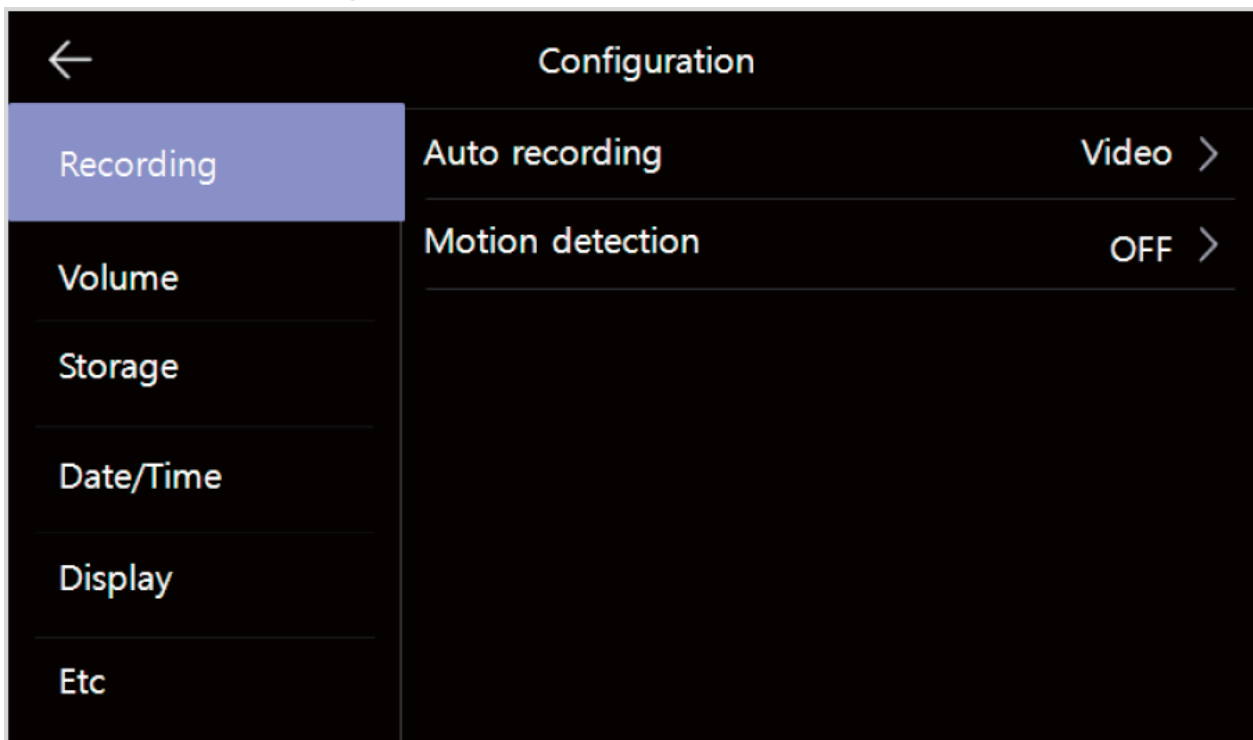 Configuration
Recording
Auto recording Video
Motion detection OFF
Volume
Storage
Date/Time
Display
Etc